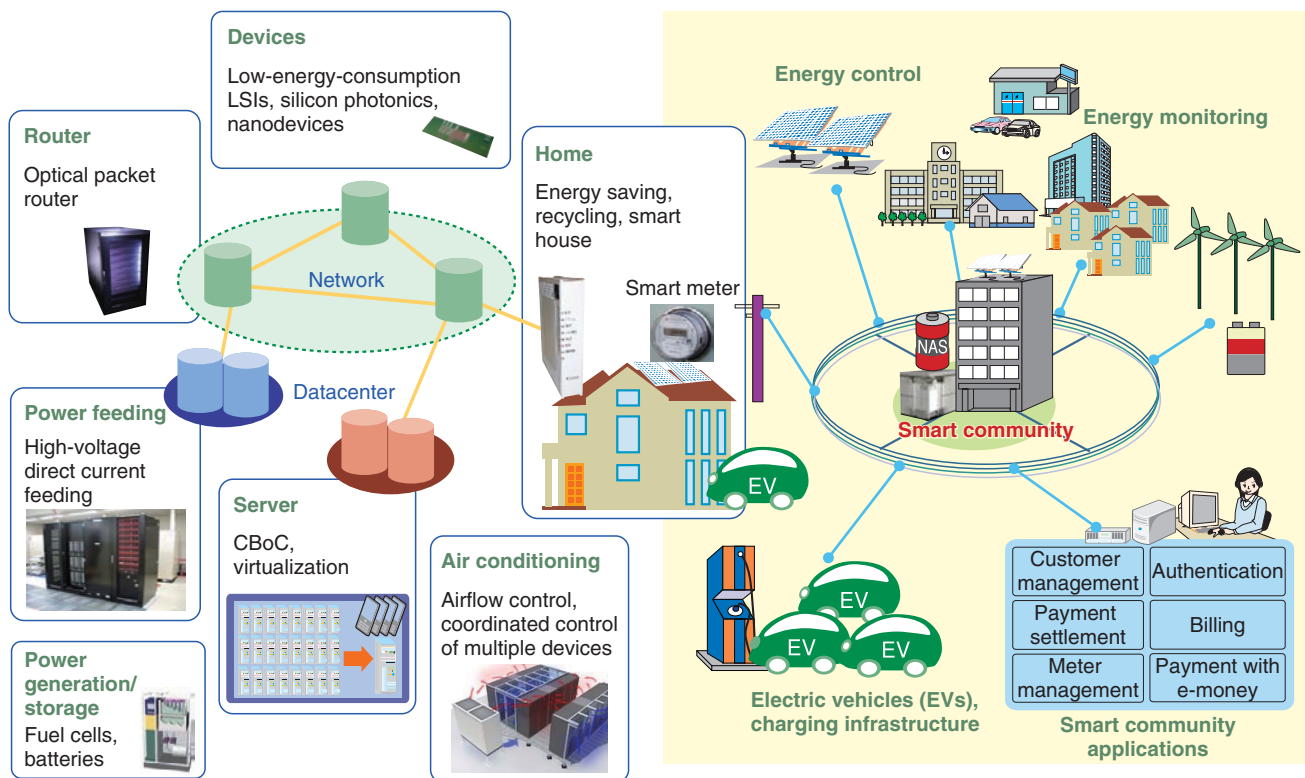 Devices
Low-energy-consumption
LSIs, silicon photonics,
nanodevices
Router
Optical packet
router
Network
Datacenter
Home
Energy saving,
recycling, smart
house
Smart meter
EV
Power feeding
High-voltage
direct current
feeding
Server
CBoC,
virtualization
Air conditioning
Airflow control,
coordinated control
of multiple devices
Power
generation/
storage
Fuel cells,
batteries
Energy control
Energy monitoring
NAS
Smart community
EV
EV
EV
Electric vehicles (EVs),
charging infrastructure
Customer
management
Authentication
Payment
settlement
Billing
Meter
management
Payment with
e-money
Smart community
applications